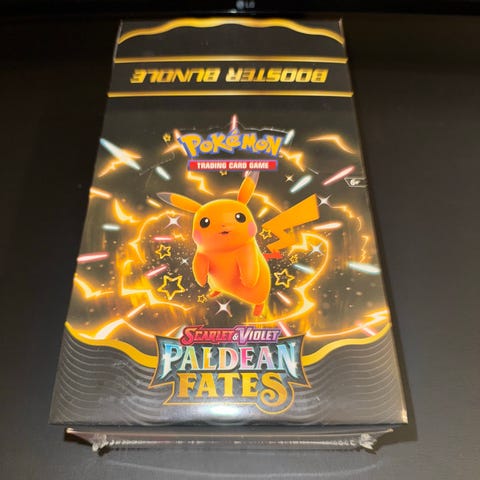 BOOSTER BUNDLE
POKéMON
TRADING CARD GAME
6+
SCARLET & VIOLET
PALDEAN
FATES